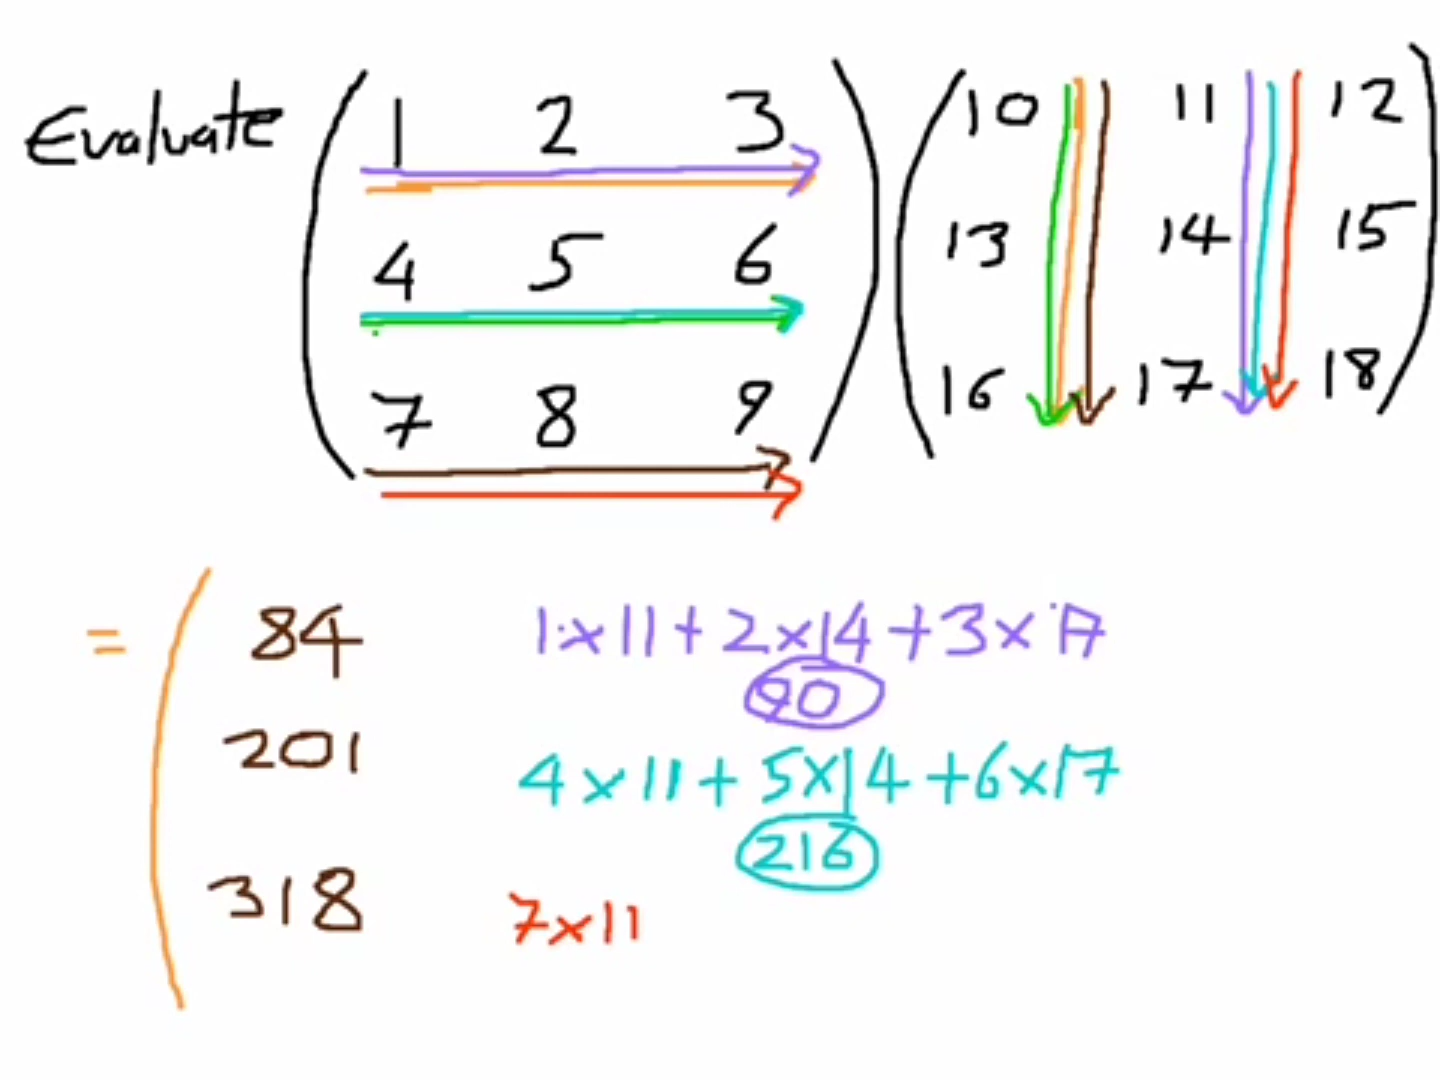 Evaluate ( 1 2 3 ) ( 10 11 12 )
4 5 6 13 14 15
7 8 9 16 17 18
= ( 84 1×11+2×14+3×17
90
201 4×11+5×14+6×17
216
318 7×11